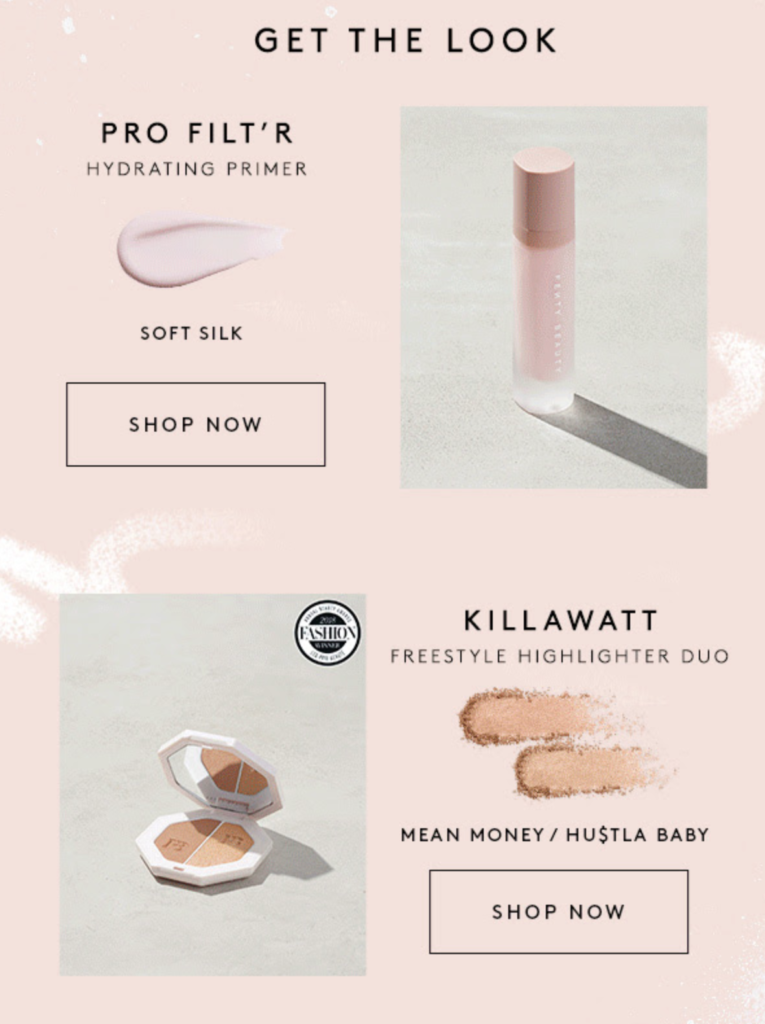 GET THE LOOK
PRO FILT'R
HYDRATING PRIMER
SOFT SILK
SHOP NOW
FENTY BEAUTY
FASHION
WINNER
KILLAWATT
FREESTYLE HIGHLIGHTER DUO
MEAN MONEY / HU$TLA BABY
SHOP NOW